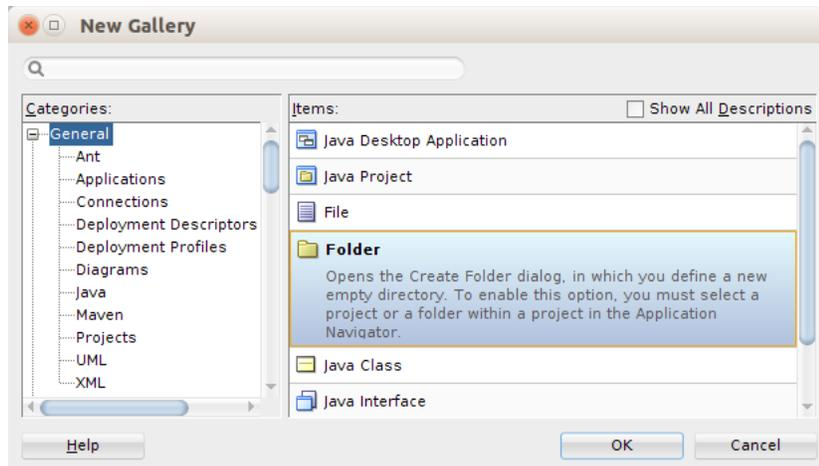 New Gallery
Categories:
General
Ant
Applications
Connections
Deployment Descriptors
Deployment Profiles
Diagrams
Java
Maven
Projects
UML
XML
Items:
Show All Descriptions
Java Desktop Application
Java Project
File
Folder
Opens the Create Folder dialog, in which you define a new
empty directory. To enable this option, you must select a
project or a folder within a project in the Application
Navigator.
Java Class
Java Interface
Help
OK
Cancel